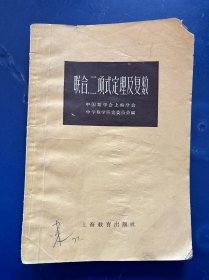 联合、二项式定理及复数
中国数学会上海分会
中学数学研究委员会编
上海教育出版社